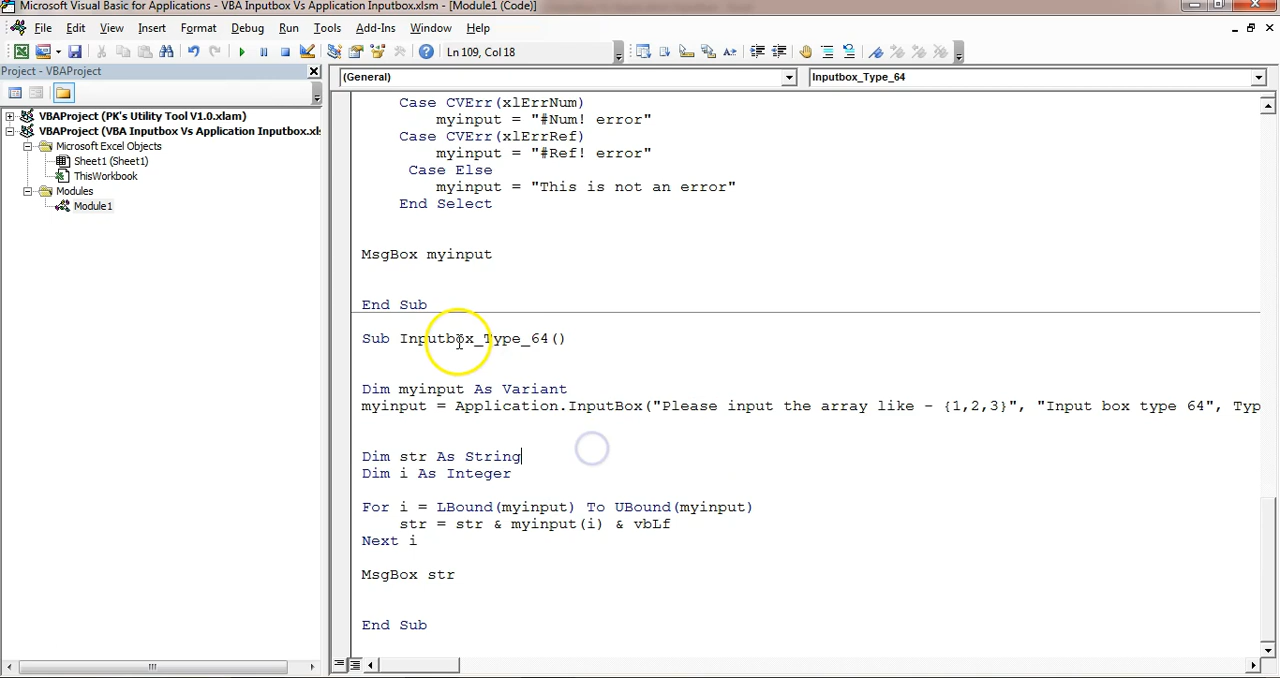 Microsoft Visual Basic for Applications - VBA Inputbox Vs Application Inputbox.xlsm - [Module1 (Code)]
File Edit View Insert Format Debug Run Tools Add-Ins Window Help
Ln 109, Col 18
Project - VBAProject
(General)
Inputbox_Type_64
VBAProject (PK's Utility Tool V1.0.xlam)
VBAProject (VBA Inputbox Vs Application Inputbox.xl
Microsoft Excel Objects
Sheet1 (Sheet1)
ThisWorkbook
Modules
Module1
Case CVErr(xlErrNum)
myinput = "#Num! error"
Case CVErr(xlErrRef)
myinput = "#Ref! error"
Case Else
myinput = "This is not an error"
End Select
MsgBox myinput
End Sub
Sub Inputbox_Type_64()
Dim myinput As Variant
myinput = Application.InputBox("Please input the array like - {1,2,3}", "Input box type 64", Typ
Dim str As String
Dim i As Integer
For i = LBound(myinput) To UBound(myinput)
str = str & myinput(i) & vbLf
Next i
MsgBox str
End Sub